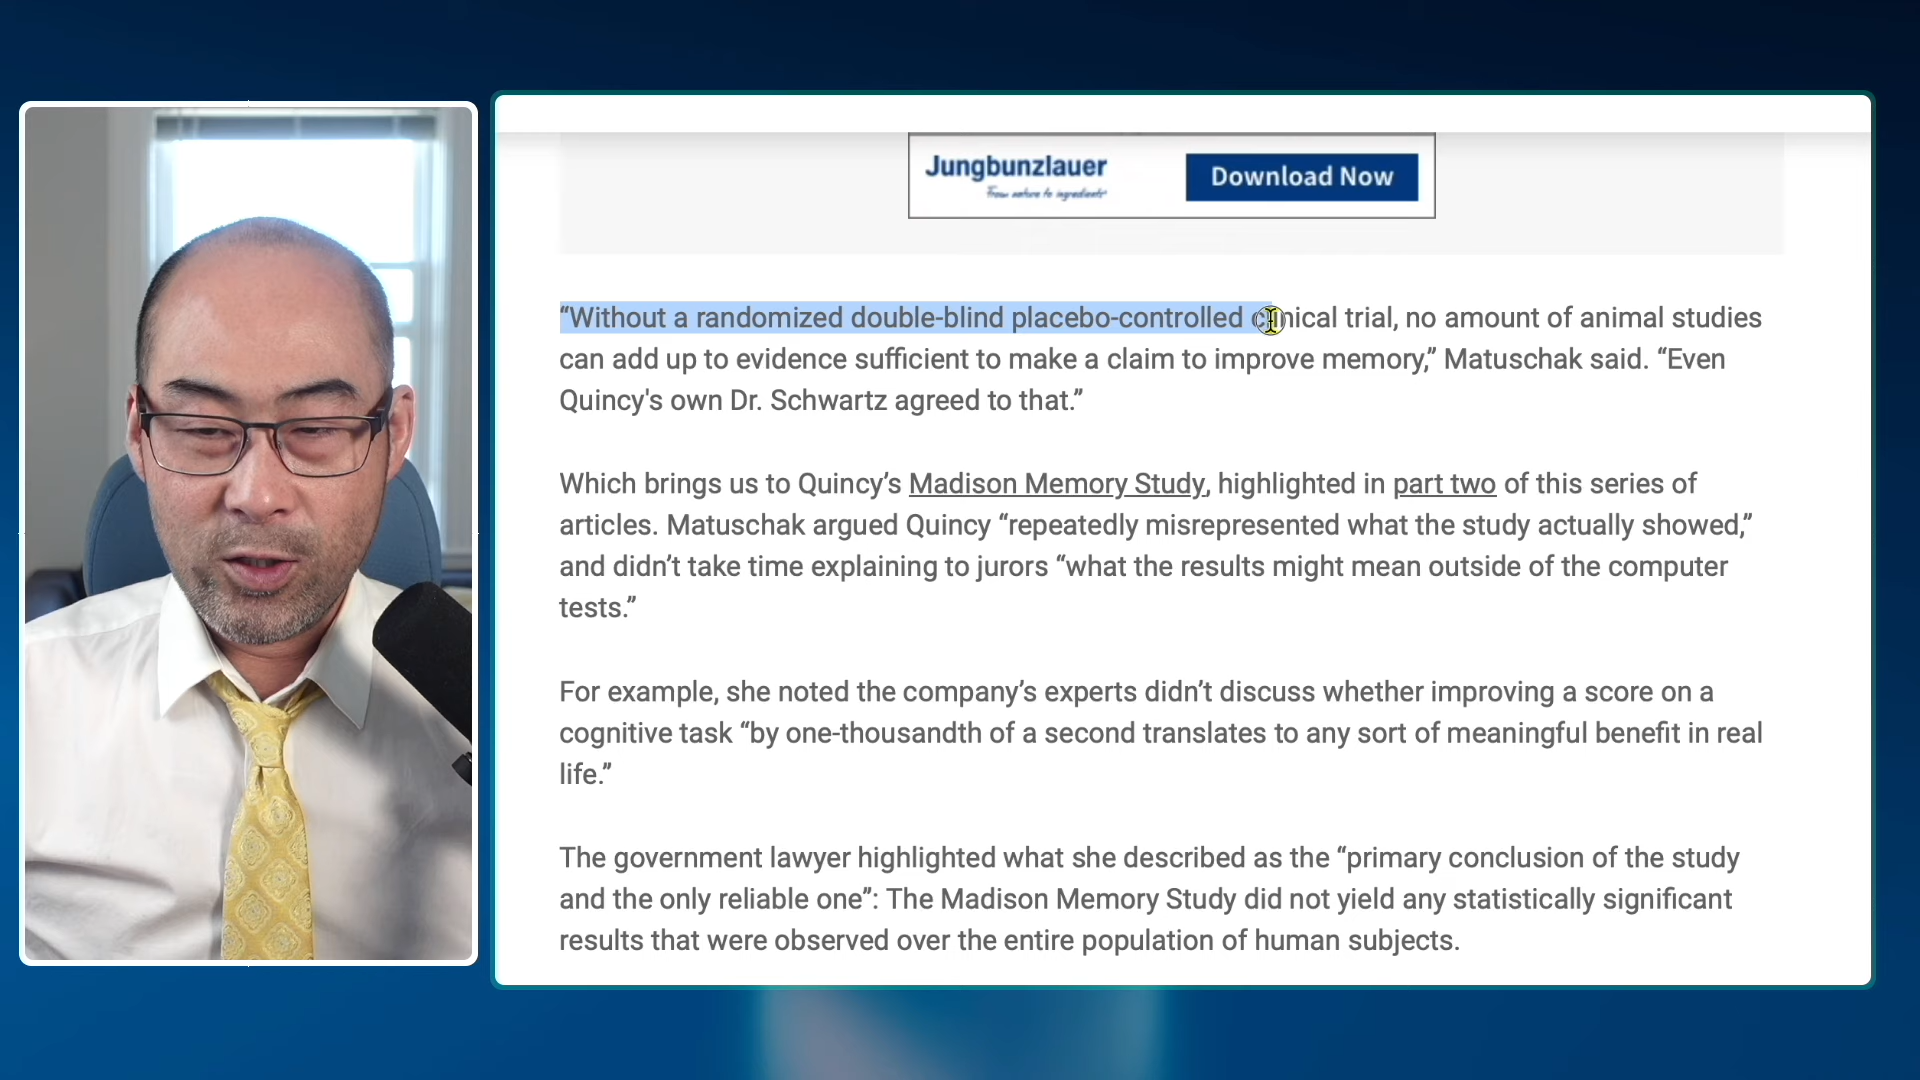 Jungbunzlauer
From nature to ingredients®
Download Now
“Without a randomized double-blind placebo-controlled clinical trial, no amount of animal studies
can add up to evidence sufficient to make a claim to improve memory,” Matuschak said. “Even
Quincy's own Dr. Schwartz agreed to that.”
Which brings us to Quincy’s Madison Memory Study, highlighted in part two of this series of
articles. Matuschak argued Quincy “repeatedly misrepresented what the study actually showed,”
and didn’t take time explaining to jurors “what the results might mean outside of the computer
tests.”
For example, she noted the company’s experts didn’t discuss whether improving a score on a
cognitive task “by one-thousandth of a second translates to any sort of meaningful benefit in real
life.”
The government lawyer highlighted what she described as the “primary conclusion of the study
and the only reliable one”: The Madison Memory Study did not yield any statistically significant
results that were observed over the entire population of human subjects.